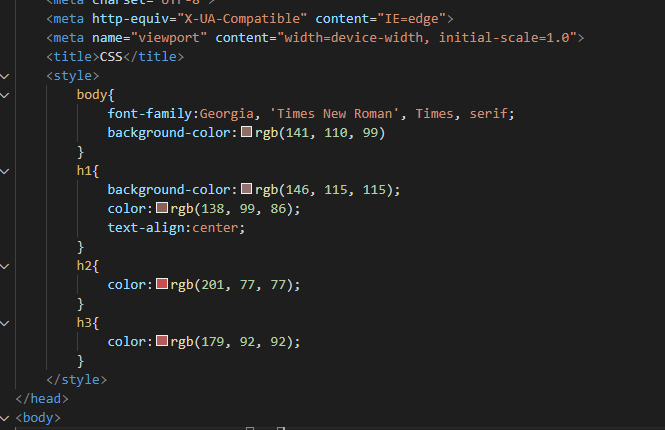 <meta charset="UTF-8">
<meta http-equiv="X-UA-Compatible" content="IE=edge">
<meta name="viewport" content="width=device-width, initial-scale=1.0">
<title>CSS</title>
<style>
body{
font-family:Georgia, 'Times New Roman', Times, serif;
background-color:rgb(141, 110, 99)
}
h1{
background-color:rgb(146, 115, 115);
color:rgb(138, 99, 86);
text-align:center;
}
h2{
color:rgb(201, 77, 77);
}
h3{
color:rgb(179, 92, 92);
}
</style>
</head>
<body>